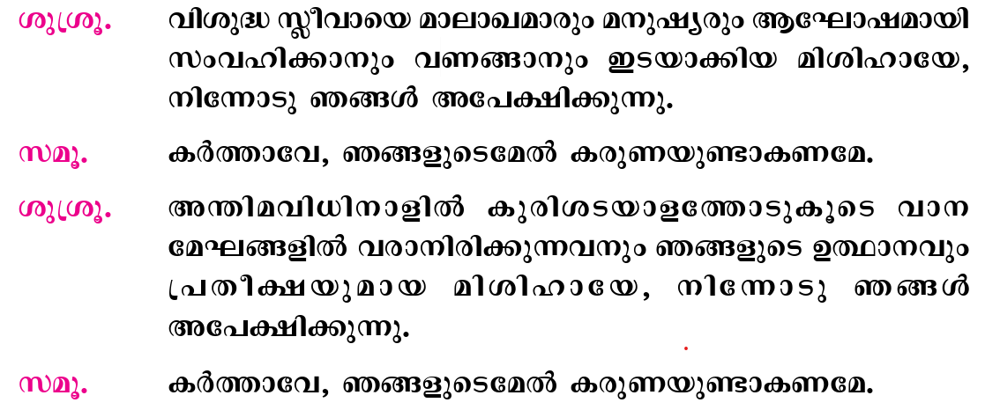 ശുശ്രൂ. വിശുദ്ധ സ്ലീവായെ മാലാഖമാരും മനുഷ്യരും ആഘോഷമായി
സംവഹിക്കാനും വണങ്ങാനും ഇടയാക്കിയ മിശിഹായേ,
നിന്നോടു ഞങ്ങൾ അപേക്ഷിക്കുന്നു.
സമൂ. കർത്താവേ, ഞങ്ങളുടെമേൽ കരുണയുണ്ടാകണമേ.
ശുശ്രൂ. അന്തിമവിധിനാളിൽ കുരിശടയാളത്തോടുകൂടെ വാന
മേഘങ്ങളിൽ വരാനിരിക്കുന്നവനും ഞങ്ങളുടെ ഉത്ഥാനവും
പ്രതീക്ഷയുമായ മിശിഹായേ, നിന്നോടു ഞങ്ങൾ
അപേക്ഷിക്കുന്നു.
സമൂ. കർത്താവേ, ഞങ്ങളുടെമേൽ കരുണയുണ്ടാകണമേ.